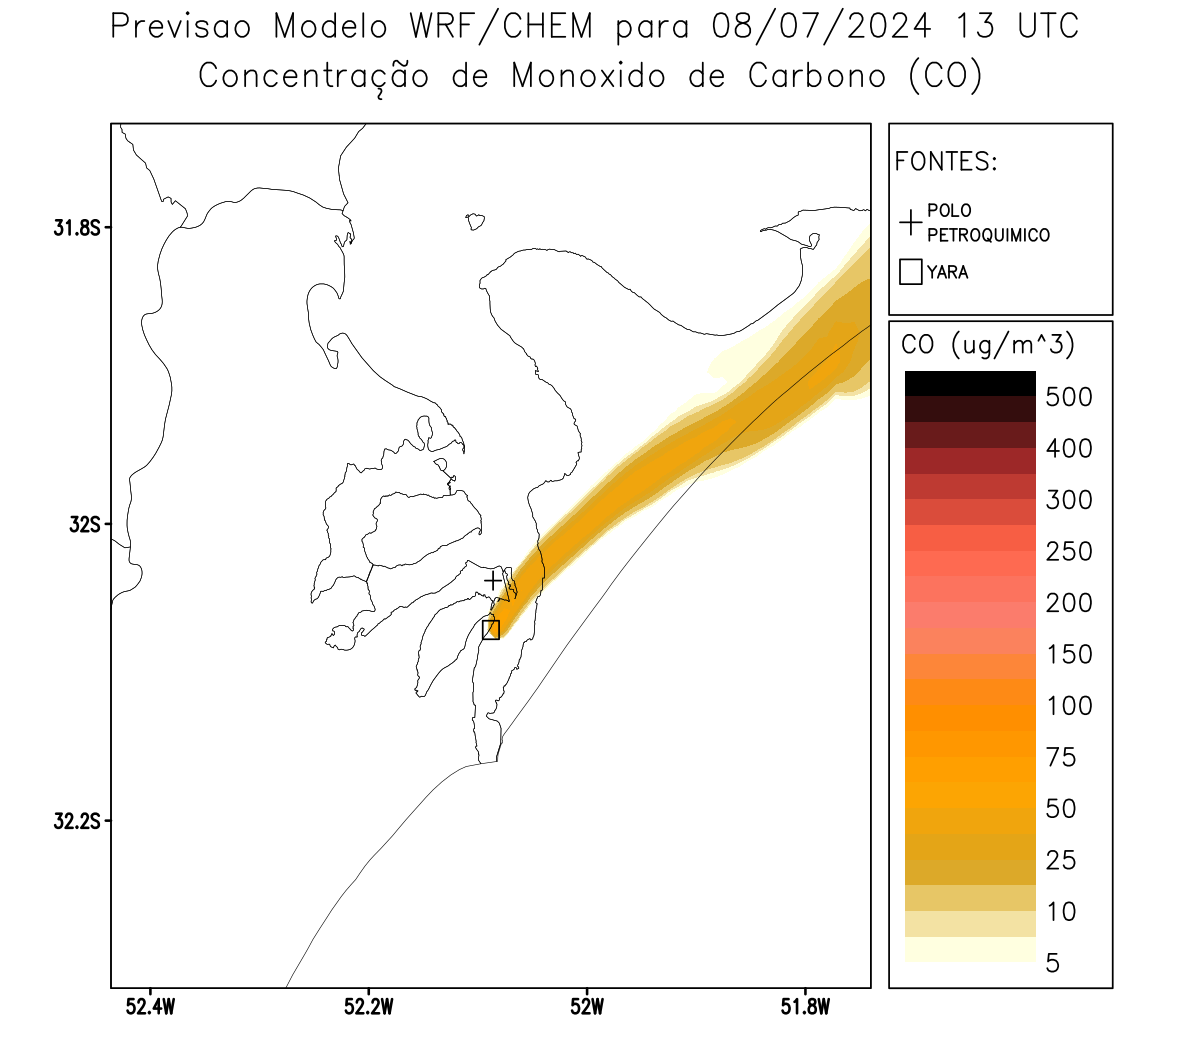 Previsao Modelo WRF/CHEM para 08/07/2024 13 UTC
Concentração de Monoxido de Carbono (CO)
FONTES:
POLO
PETROQUIMICO
YARA
CO (ug/m^3)
500
400
300
250
200
150
100
75
50
25
10
5
31.8S
32S
32.2S
52.4W 52.2W 52W 51.8W